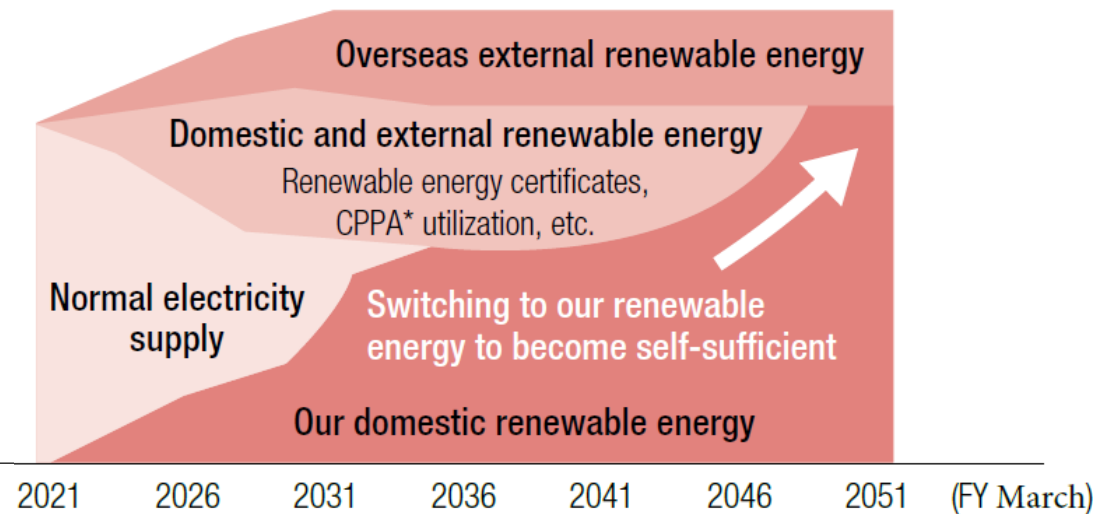 Overseas external renewable energy
Domestic and external renewable energy
Renewable energy certificates,
CPPA* utilization, etc.
Normal electricity
supply
Switching to our renewable
energy to become self-sufficient
Our domestic renewable energy
2021 2026 2031 2036 2041 2046 2051 (FY March)